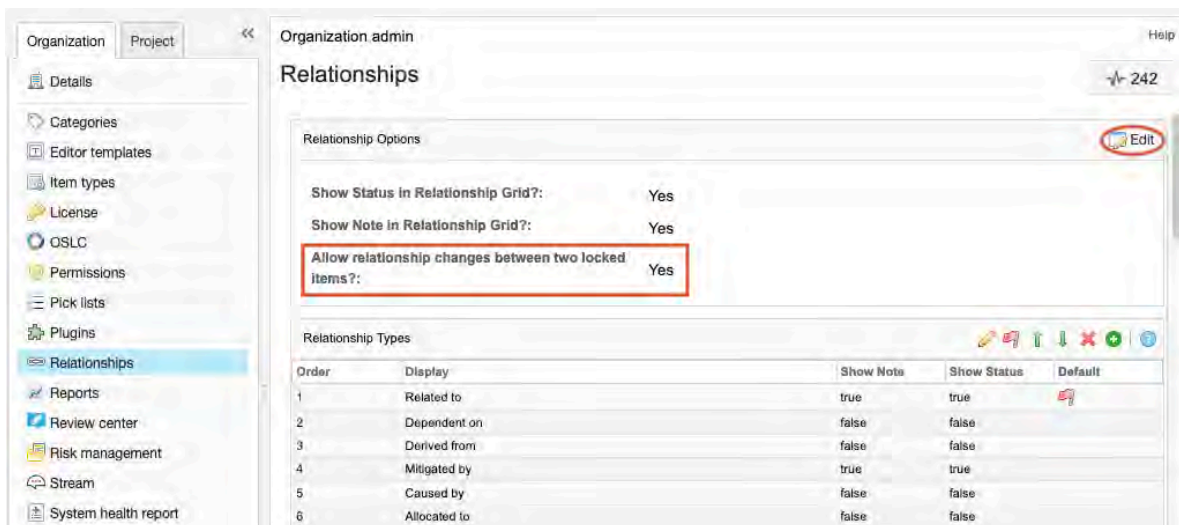 Organization Project
Organization admin
Help
Details
Categories
Editor templates
Item types
License
OSLC
Permissions
Pick lists
Plugins
Relationships
Reports
Review center
Risk management
Stream
System health report
Relationships
242
Relationship Options
Edit
Show Status in Relationship Grid?: Yes
Show Note in Relationship Grid?: Yes
Allow relationship changes between two locked
items?: Yes
Relationship Types
Order Display Show Note Show Status Default
1 Related to true true
2 Dependent on false false
3 Derived from false false
4 Mitigated by true true
5 Caused by false false
6 Allocated to false false